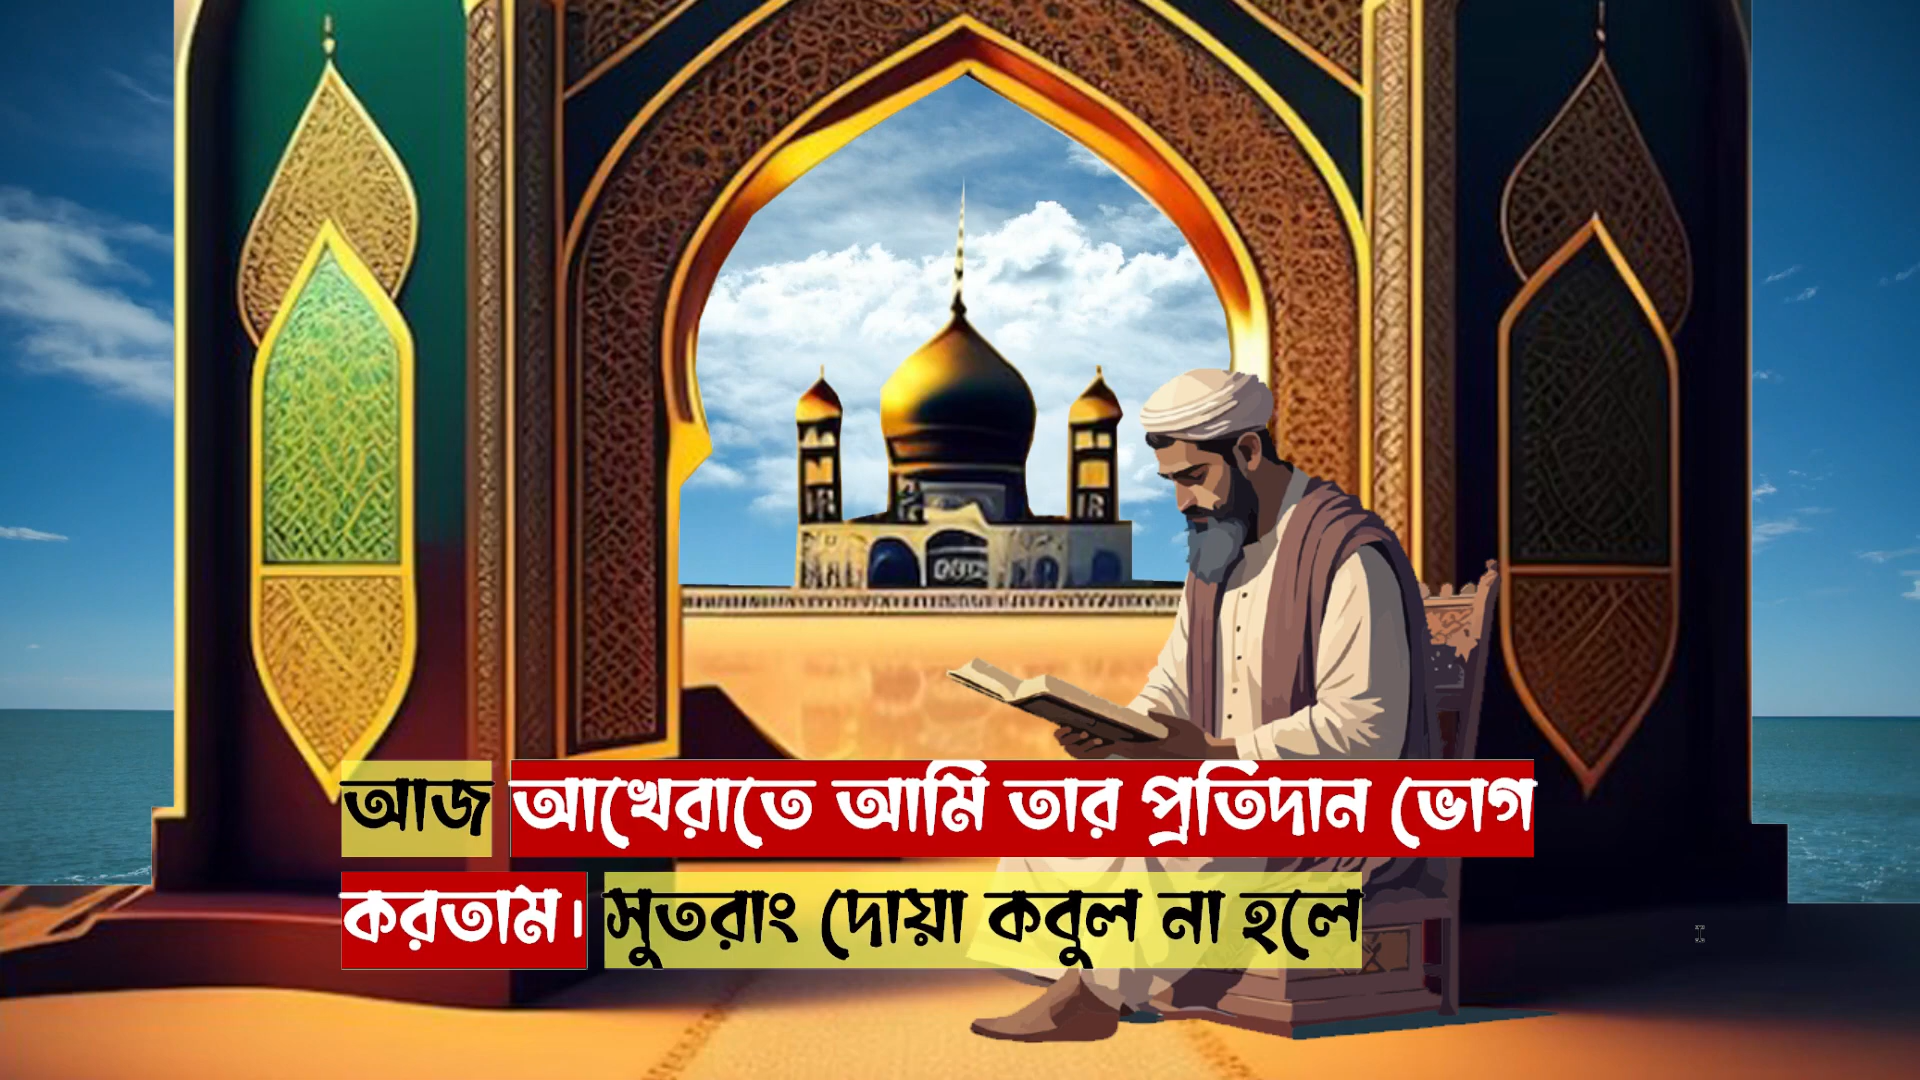 আজ আখেরাতে আমি তার প্রতিদান ভোগ
করতাম। সুতরাং দোয়া কবুল না হলে